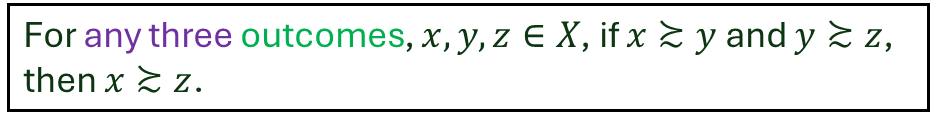 For any three outcomes, x, y, z ∈ X, if x ≿ y and y ≿ z,
then x ≿ z.